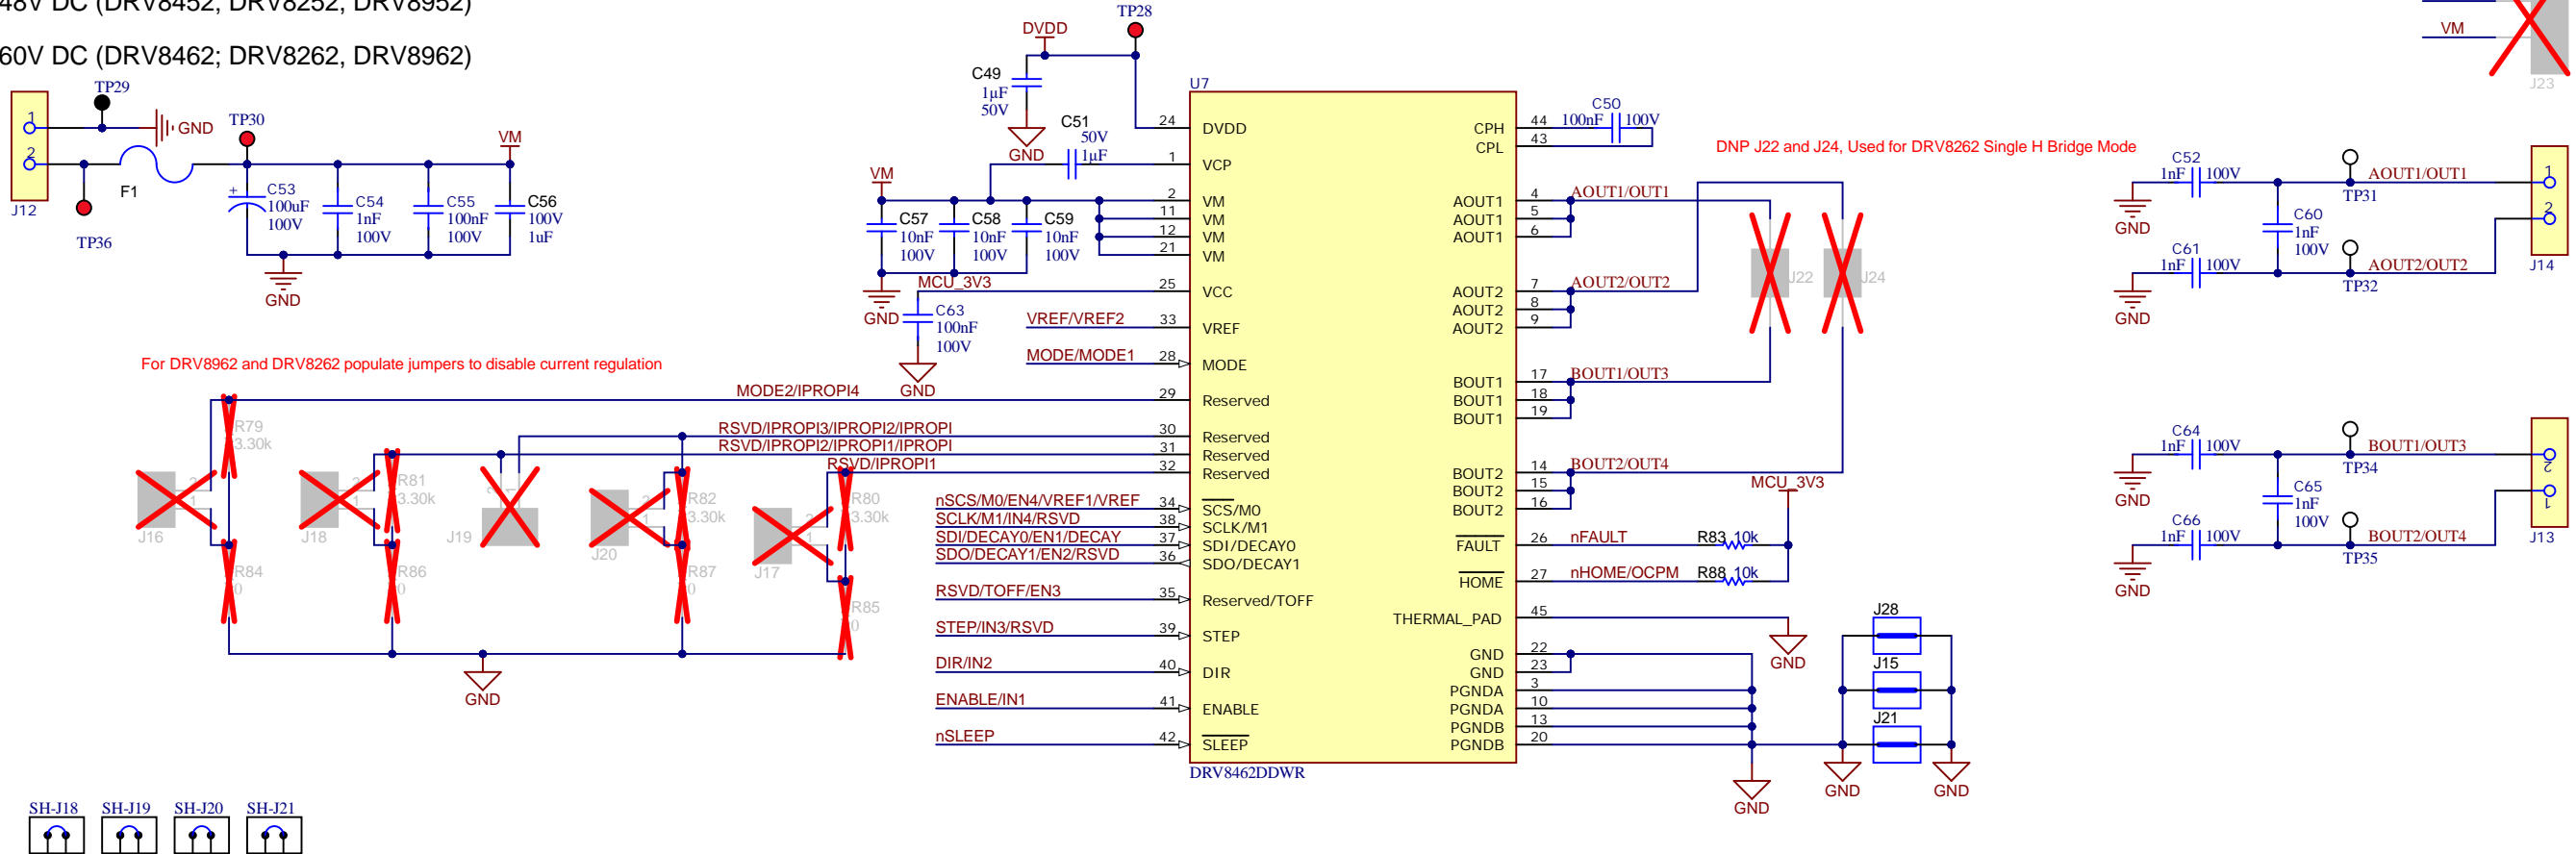 48V DC (DRV8452; DRV8252, DRV8952)
60V DC (DRV8462; DRV8262, DRV8962)
TP29
1
2
J12
GND
TP36
F1
TP30
VM
C53
100uF
100V
C54
1nF
100V
C55
100nF
100V
C56
100V
1uF
GND
DVDD
TP28
C49
1µF
50V
GND
C51
50V
1µF
VM
C57
10nF
100V
C58
10nF
100V
C59
10nF
100V
GND
MCU_3V3
C63
100nF
100V
GND
VREF/VREF2
MODE/MODE1
For DRV8962 and DRV8262 populate jumpers to disable current regulation
MODE2/IPROPI4
RSVD/IPROPI3/IPROPI2/IPROPI
RSVD/IPROPI2/IPROPI1/IPROPI
RSVD/IPROPI1
R79
3.30k
R81
3.30k
R82
3.30k
R80
3.30k
J16
J18
J19
J20
J17
R84
0
R86
0
R87
0
R85
0
GND
nSCS/M0/EN4/VREF1/VREF
SCLK/M1/IN4/RSVD
SDI/DECAY0/EN1/DECAY
SDO/DECAY1/EN2/RSVD
RSVD/TOFF/EN3
STEP/IN3/RSVD
DIR/IN2
ENABLE/IN1
nSLEEP
U7
24 DVDD
1 VCP
2 VM
11 VM
12 VM
21 VM
25 VCC
33 VREF
28 MODE
29 Reserved
30 Reserved
31 Reserved
32 Reserved
34 SCS/M0
38 SCLK/M1
37 SDI/DECAY0
36 SDO/DECAY1
35 Reserved/TOFF
39 STEP
40 DIR
41 ENABLE
42 SLEEP
CPH 44
CPL 43
AOUT1 4
AOUT1 5
AOUT1 6
AOUT2 7
AOUT2 8
AOUT2 9
BOUT1 17
BOUT1 18
BOUT1 19
BOUT2 14
BOUT2 15
BOUT2 16
FAULT 26
HOME 27
THERMAL_PAD 45
GND 22
GND 23
PGNDA 3
PGNDA 10
PGNDB 13
PGNDB 20
DRV8462DDWR
C50
100nF 100V
DNP J22 and J24, Used for DRV8262 Single H Bridge Mode
AOUT1/OUT1
AOUT2/OUT2
BOUT1/OUT3
BOUT2/OUT4
J22
J24
MCU_3V3
nFAULT
R83 10k
nHOME/OCPM
R88 10k
GND
GND
J28
J15
J21
GND
GND
VM
J23
C52
1nF 100V
GND
C60
1nF
100V
C61
1nF 100V
GND
TP31
AOUT1/OUT1
TP32
AOUT2/OUT2
1
2
J14
C64
1nF 100V
GND
C65
1nF
100V
C66
1nF 100V
GND
TP34
BOUT1/OUT3
TP35
BOUT2/OUT4
2
1
J13
SH-J18
SH-J19
SH-J20
SH-J21